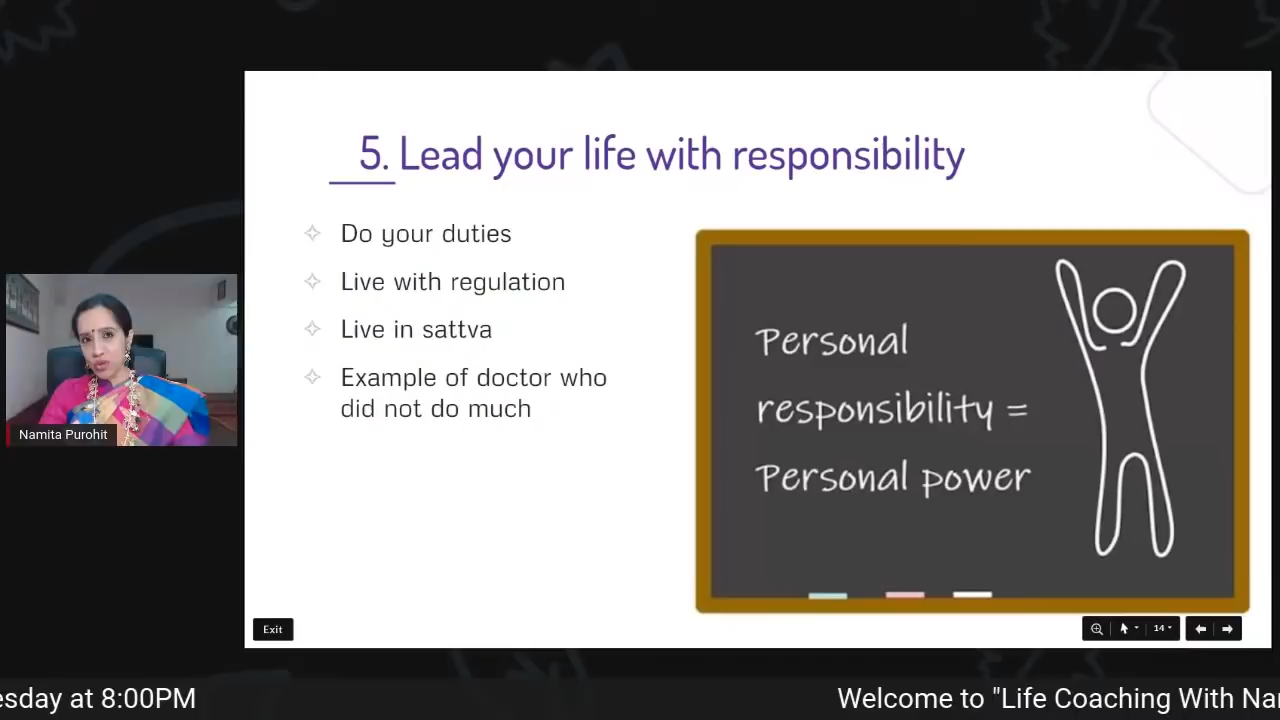 5. Lead your life with responsibility
Do your duties
Live with regulation
Live in sattva
Example of doctor who
did not do much
Personal
responsibility =
Personal power
Namita Purohit
Exit
14
at 8:00PM
Welcome to "Life Coaching With